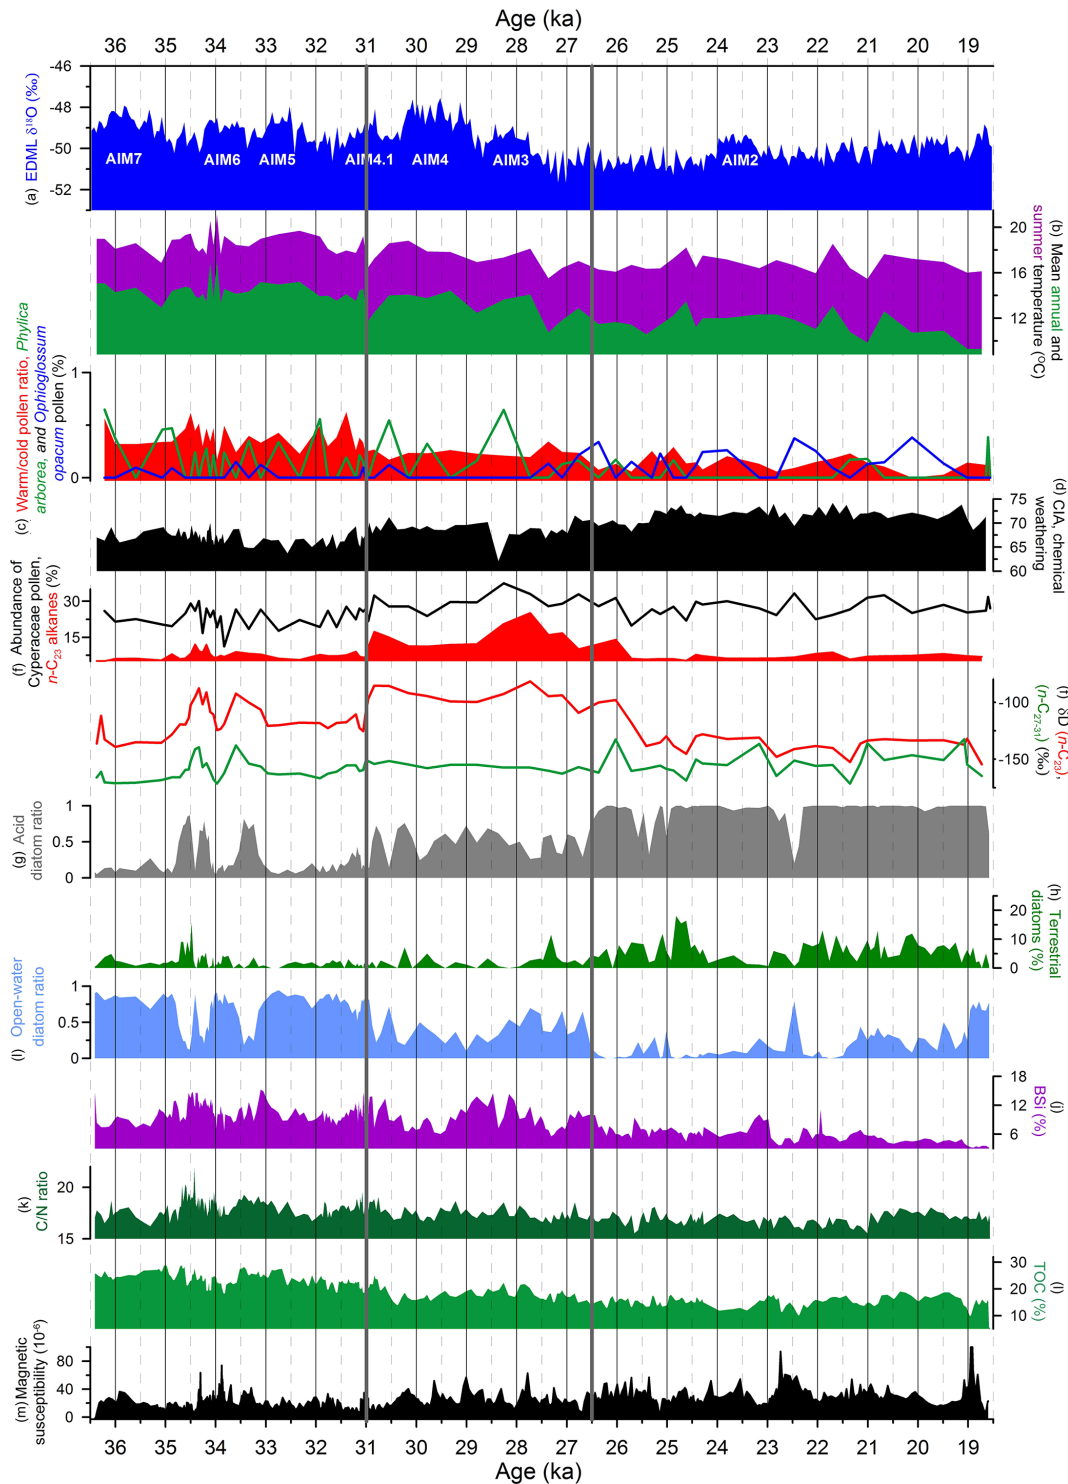 Age (ka)
36 35 34 33 32 31 30 29 28 27 26 25 24 23 22 21 20 19
(a) EDML δ18O (‰)
-46
-48
-50
-52
AIM7 AIM6 AIM5 AIM4.1 AIM4 AIM3 AIM2
(b) Mean annual and
summer temperature (OC)
20
16
12
(c) Warm/cold pollen ratio, Phylica
arborea, and Ophioglossum
opacum pollen (%)
1
0
(d) CIA, chemical
weathering
75
70
65
60
(f) Abundance of
Cyperaceae pollen,
n-C23 alkanes (%)
30
15
(f) δD (n-C23),
(n-C27-31) (‰)
-100
-150
(g) Acid
diatom ratio
1
0.5
0
(h) Terrestrial
diatoms (%)
20
10
0
(I) Open-water
diatom ratio
1
0.5
0
(j)
BSi (%)
18
12
6
(k)
C/N ratio
20
15
(l)
TOC (%)
30
20
10
(m) Magnetic
susceptibility (10-6)
80
40
0
36 35 34 33 32 31 30 29 28 27 26 25 24 23 22 21 20 19
Age (ka)